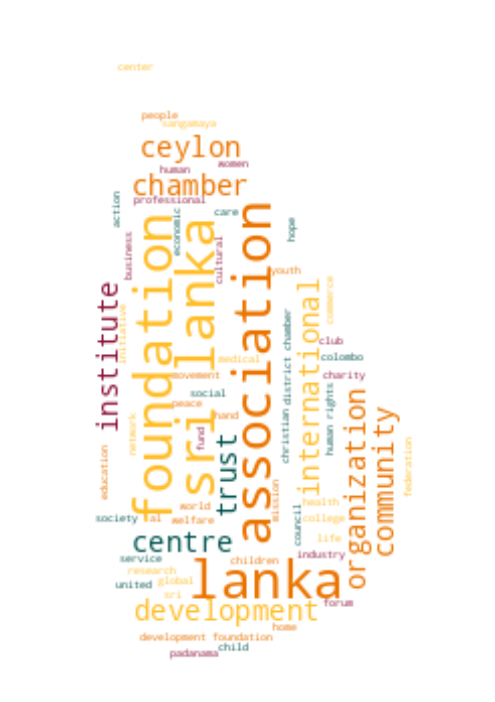 center
people
sangamaya
ceylon
women
human
chamber
professional
action
care
economic
hope
business
cultural
foundation
sri lanka
association
youth
institute
initiative
international
commerce
club
colombo
medical
movement
charity
district chamber
christian
human rights
social
peace
hand
network
fund
trust
organization
community
federation
education
mission
world
health
society
al
welfare
council
college
centre
life
industry
service
children
research
lanka
united
global
sri
development
forum
home
development foundation
child
padanama